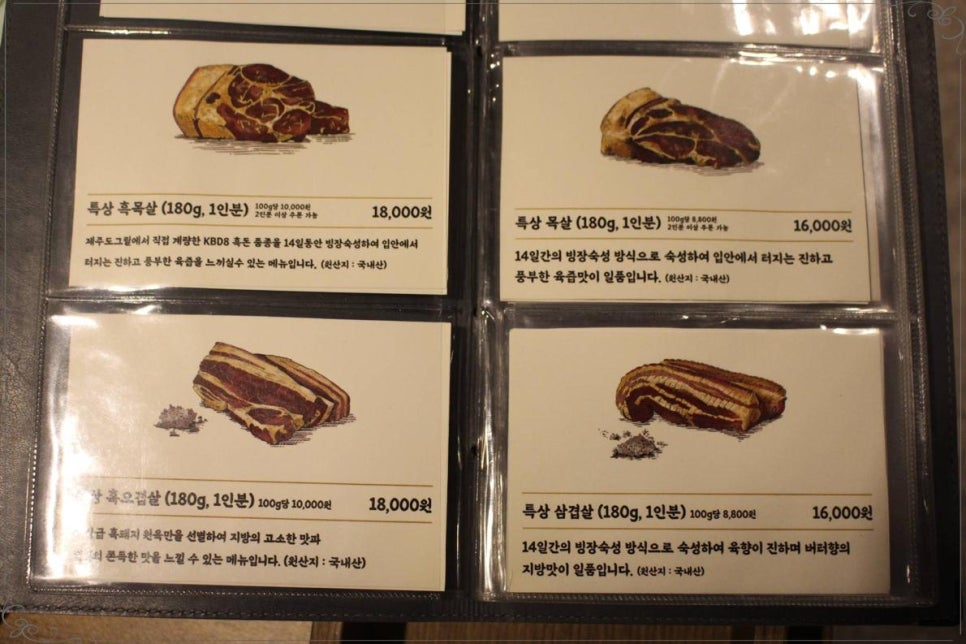 특상 흑목살 (180g, 1인분) 100g당 10,000원 2인분 이상 주문 가능 18,000원
제주도그릴에서 직접 계량한 KBD8 흑돈 품종을 14일동안 빙장숙성하여 입안에서
터지는 진하고 풍부한 육즙을 느끼실수 있는 메뉴입니다. (원산지 : 국내산)
특상 목살 (180g, 1인분) 100g당 8,800원 2인분 이상 주문 가능 16,000원
14일간의 빙장숙성 방식으로 숙성하여 입안에서 터지는 진하고
풍부한 육즙맛이 일품입니다. (원산지 : 국내산)
상 흑오겹살 (180g, 1인분) 100g당 10,000원 18,000원
흑돼지 원육만을 선별하여 지방의 고소한 맛과
쫀득한 맛을 느낄 수 있는 메뉴입니다. (원산지 : 국내산)
특상 삼겹살 (180g, 1인분) 100g당 8,800원 16,000원
14일간의 빙장숙성 방식으로 숙성하여 육향이 진하며 버터향의
지방맛이 일품입니다. (원산지 : 국내산)